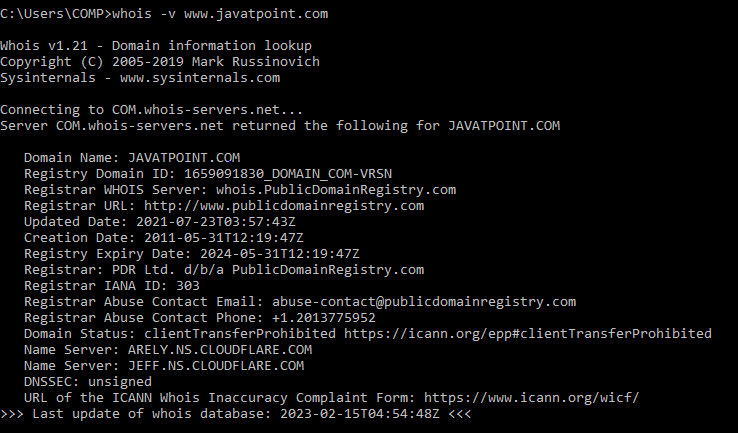 C:\Users\COMP>whois -v www.javatpoint.com
Whois v1.21 - Domain information lookup
Copyright (C) 2005-2019 Mark Russinovich
Sysinternals - www.sysinternals.com
Connecting to COM.whois-servers.net...
Server COM.whois-servers.net returned the following for JAVATPOINT.COM
Domain Name: JAVATPOINT.COM
Registry Domain ID: 1659091830_DOMAIN_COM-VRSN
Registrar WHOIS Server: whois.PublicDomainRegistry.com
Registrar URL: http://www.publicdomainregistry.com
Updated Date: 2021-07-23T03:57:43Z
Creation Date: 2011-05-31T12:19:47Z
Registry Expiry Date: 2024-05-31T12:19:47Z
Registrar: PDR Ltd. d/b/a PublicDomainRegistry.com
Registrar IANA ID: 303
Registrar Abuse Contact Email: abuse-contact@publicdomainregistry.com
Registrar Abuse Contact Phone: +1.2013775952
Domain Status: clientTransferProhibited https://icann.org/epp#clientTransferProhibited
Name Server: ARELY.NS.CLOUDFLARE.COM
Name Server: JEFF.NS.CLOUDFLARE.COM
DNSSEC: unsigned
URL of the ICANN Whois Inaccuracy Complaint Form: https://www.icann.org/wicf/
>>> Last update of whois database: 2023-02-15T04:54:48Z <<<